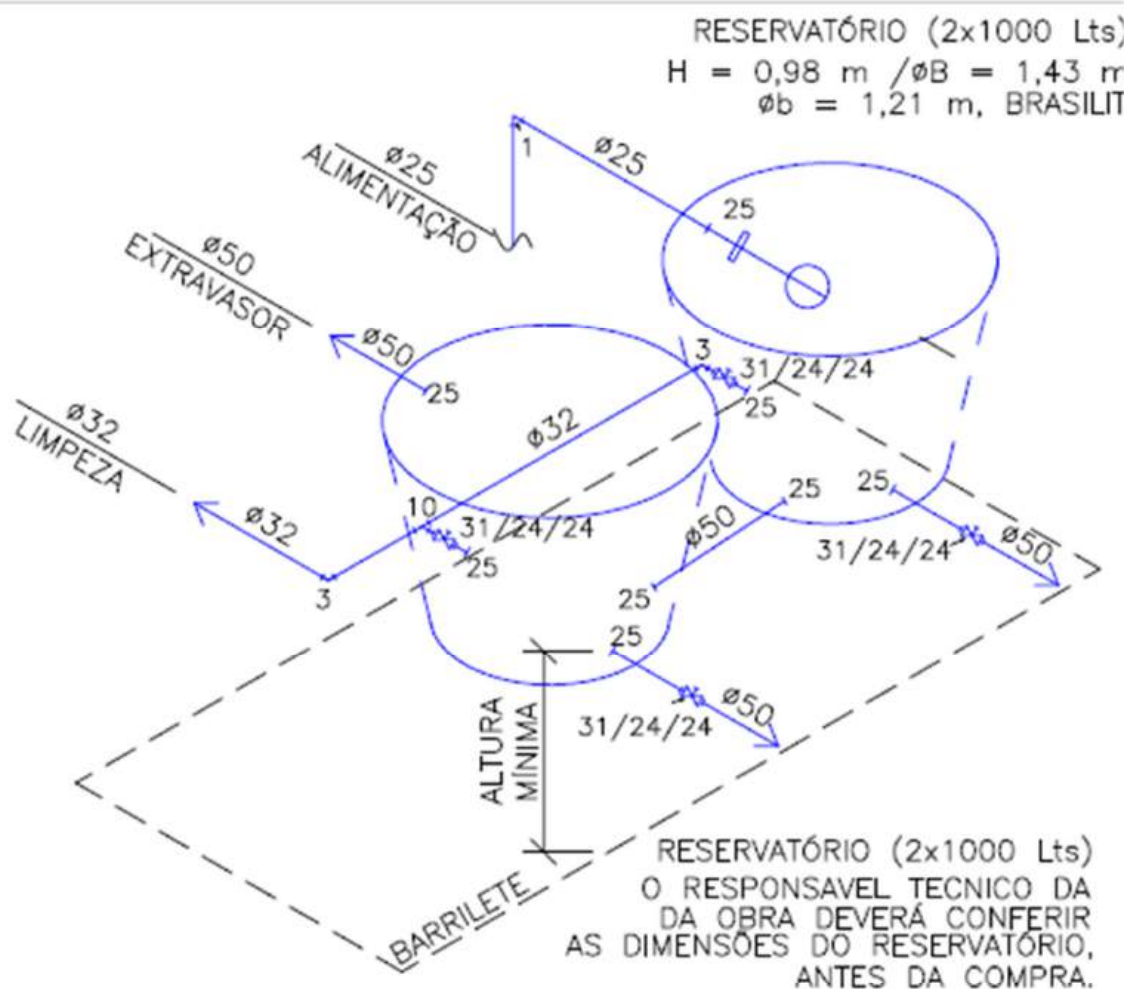 RESERVATÓRIO (2x1000 Lts)
H = 0,98 m /øB = 1,43 m
øb = 1,21 m, BRASILIT
1
ø25
ø25
ALIMENTAÇÃO
25
ø50
EXTRAVASOR
ø50
25
3
31/24/24
25
ø32
ø32
LIMPEZA
ø32
10
31/24/24
25
3
25
ø50
25
25
31/24/24
ø50
25
31/24/24
ø50
ALTURA
MÍNIMA
BARRILETE
RESERVATÓRIO (2x1000 Lts)
O RESPONSAVEL TECNICO DA
DA OBRA DEVERÁ CONFERIR
AS DIMENSÕES DO RESERVATÓRIO,
ANTES DA COMPRA.